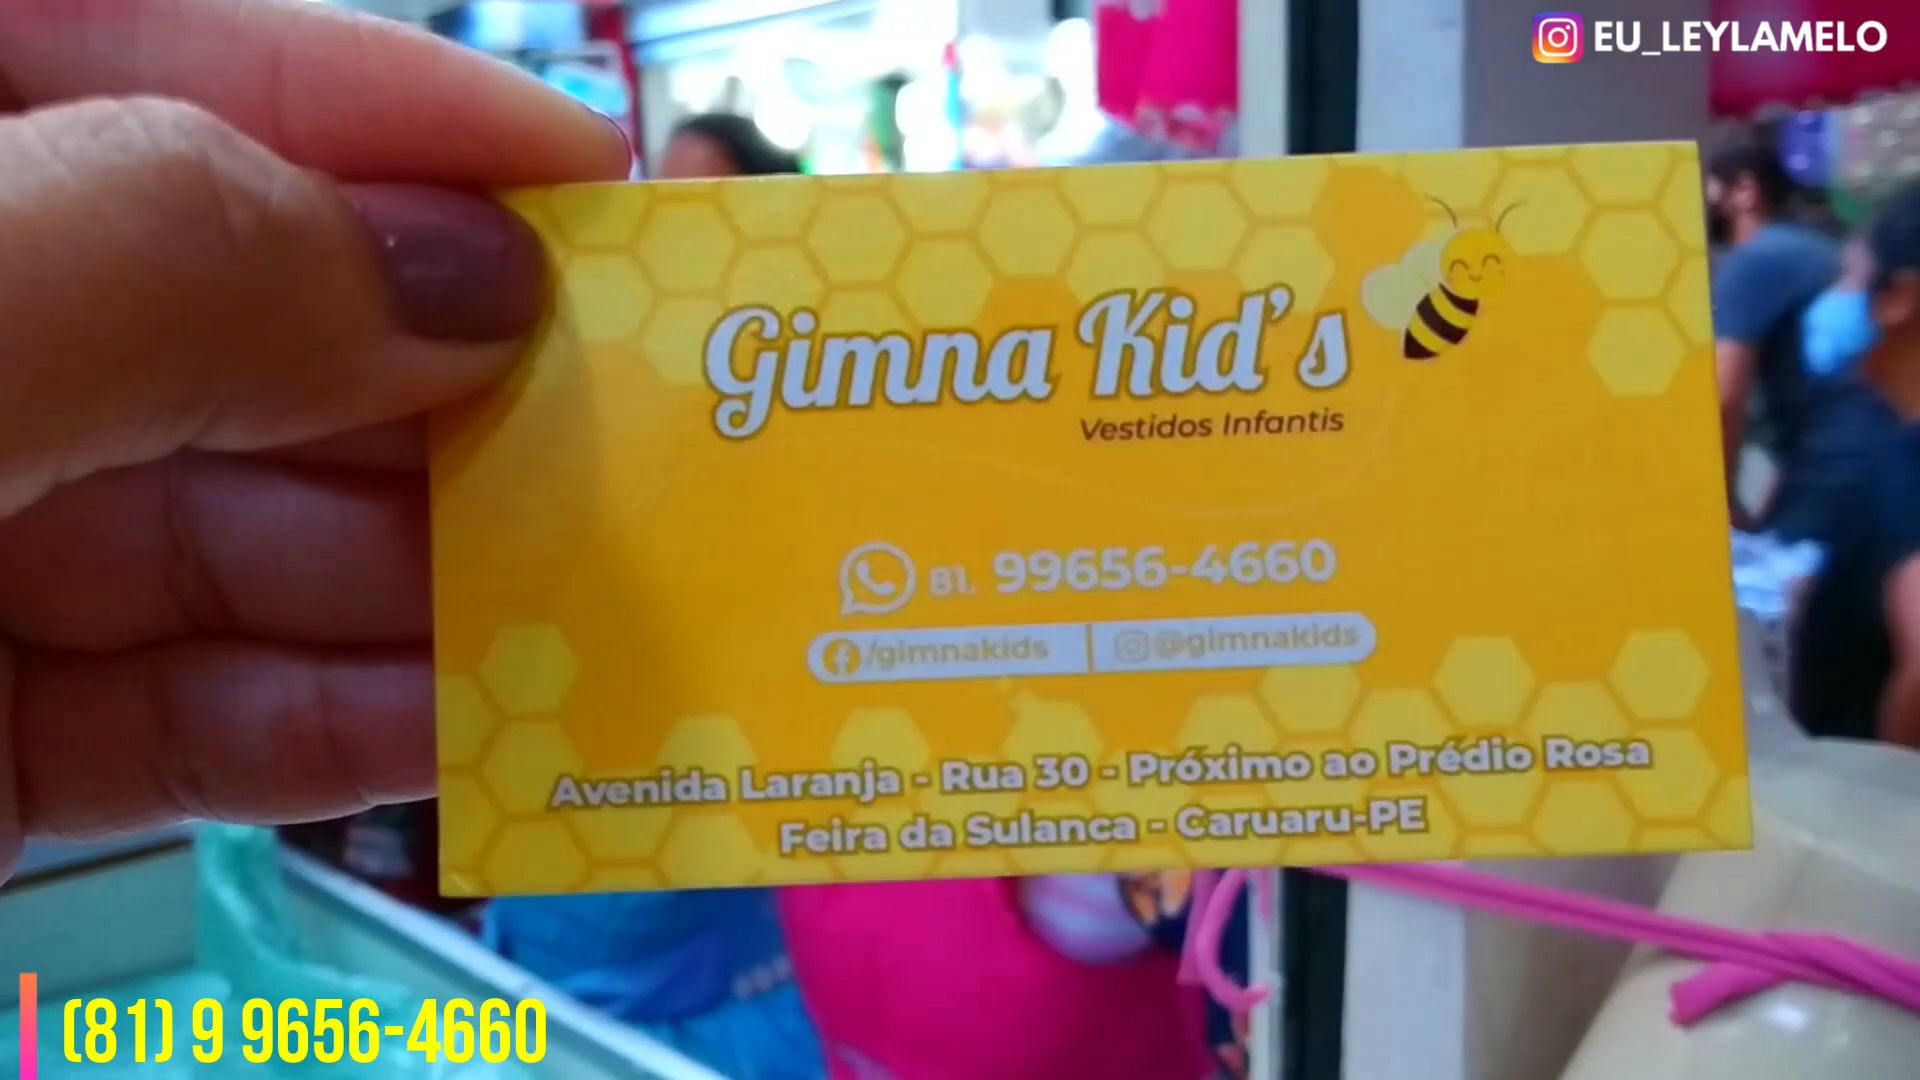 EU_LEYLAMELO
Gimna Kid's
Vestidos Infantis
81. 99656-4660
/gimnakids @gimnakids
Avenida Laranja - Rua 30 - Próximo ao Prédio Rosa
Feira da Sulanca - Caruaru-PE
(81) 9 9656-4660